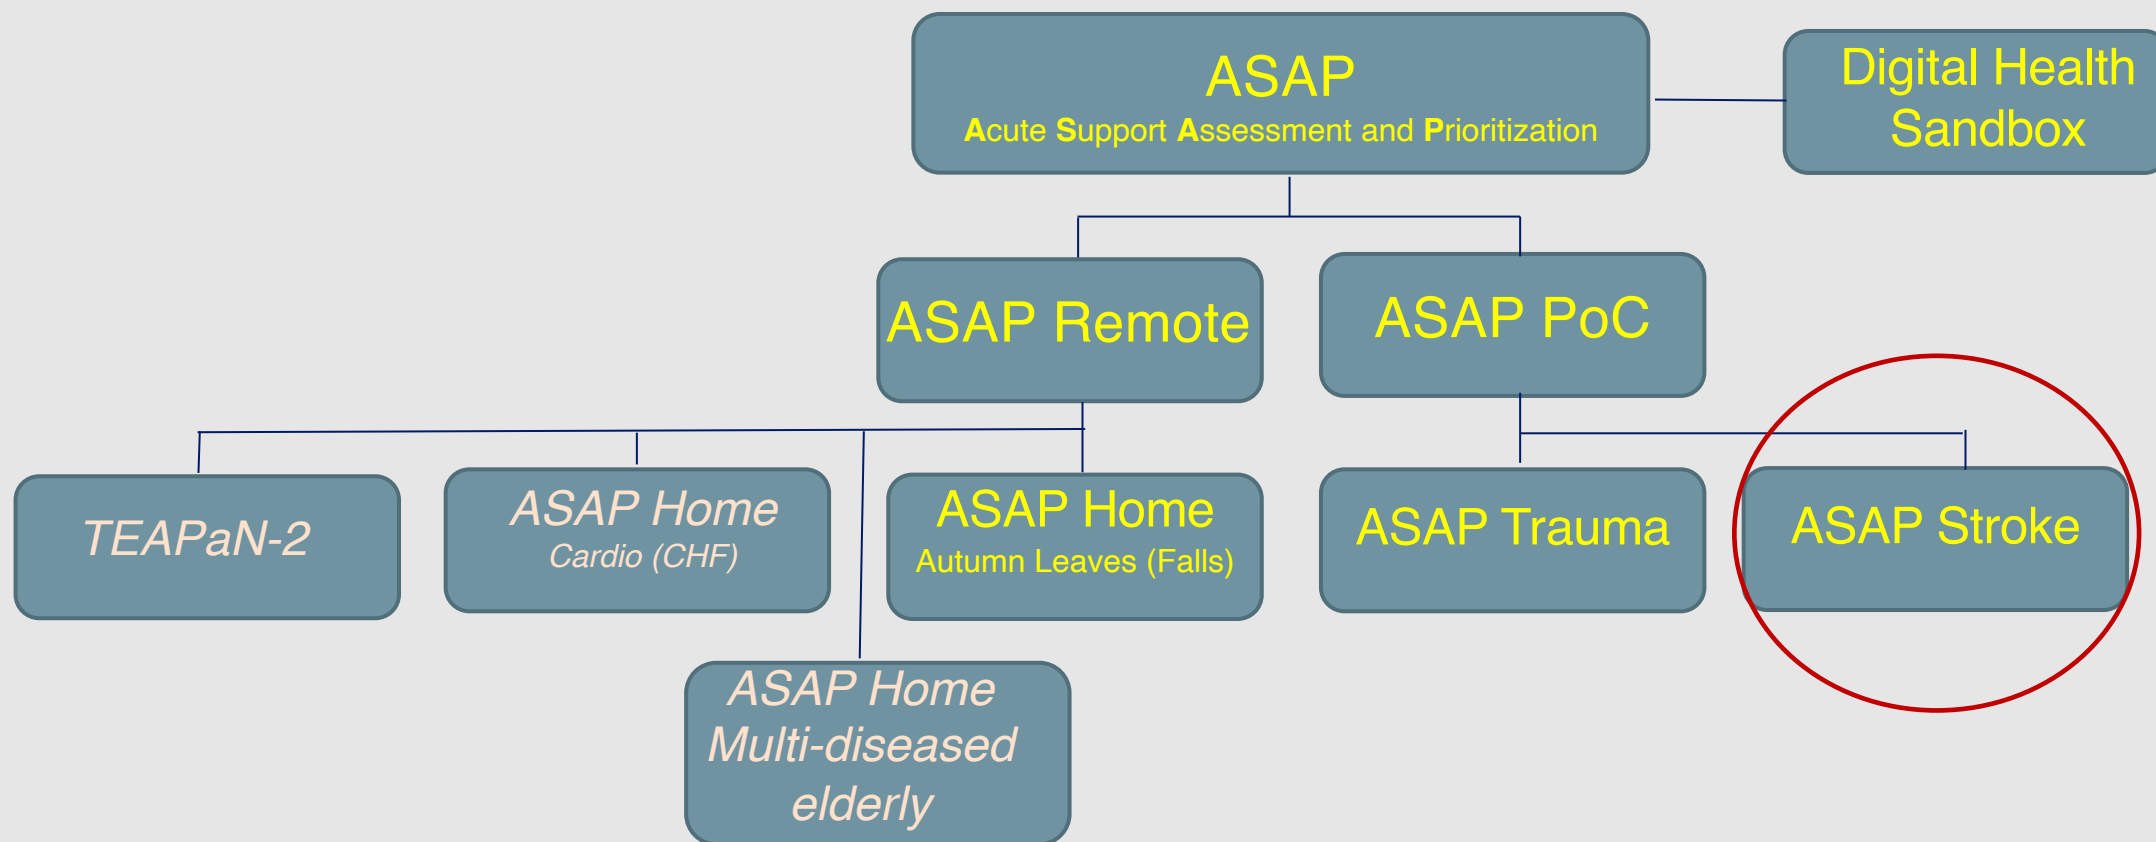 ASAP
Acute Support Assessment and Prioritization
Digital Health
Sandbox
ASAP Remote
ASAP PoC
TEAPaN-2
ASAP Home
Cardio (CHF)
ASAP Home
Autumn Leaves (Falls)
ASAP Trauma
ASAP Stroke
ASAP Home
Multi-diseased
elderly